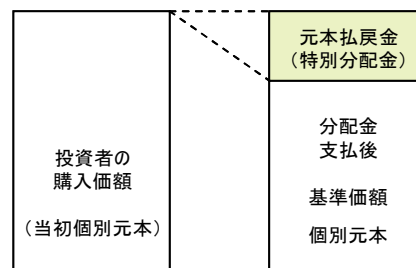 投資者の
購入価額
（当初個別元本）
元本払戻金
（特別分配金）
分配金
支払後
基準価額
個別元本